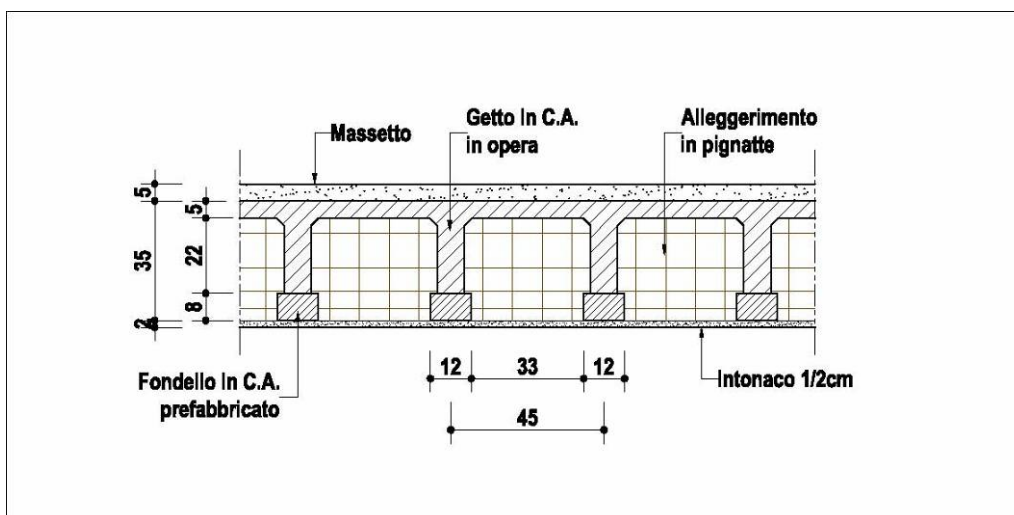 Getto In C.A.
in opera
Alleggerimento
in pignatte
Massetto
5
5
35
22
8
2
12
33
12
Fondello In C.A.
prefabbricato
Intonaco 1/2cm
45